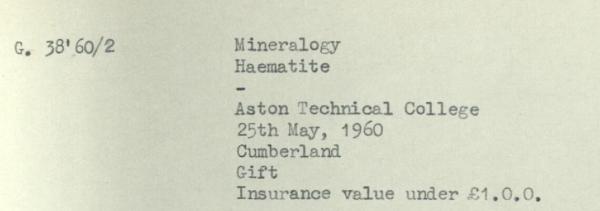 G. 38'60/2 Mineralogy
Haematite
-
Aston Technical College
25th May, 1960
Cumberland
Gift
Insurance value under £1.0.0.